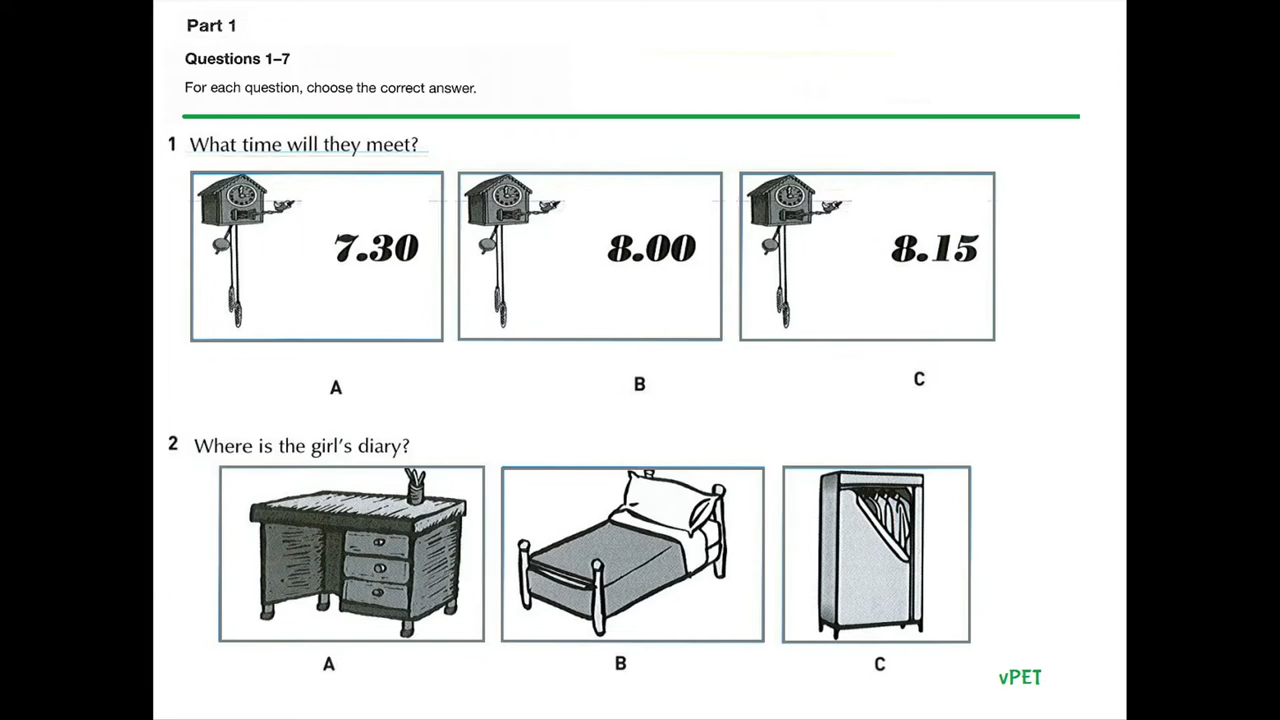 Part 1
Questions 1–7
For each question, choose the correct answer.
1 What time will they meet?
7.30 8.00 8.15
A B C
2 Where is the girl's diary?
A B C
vPET